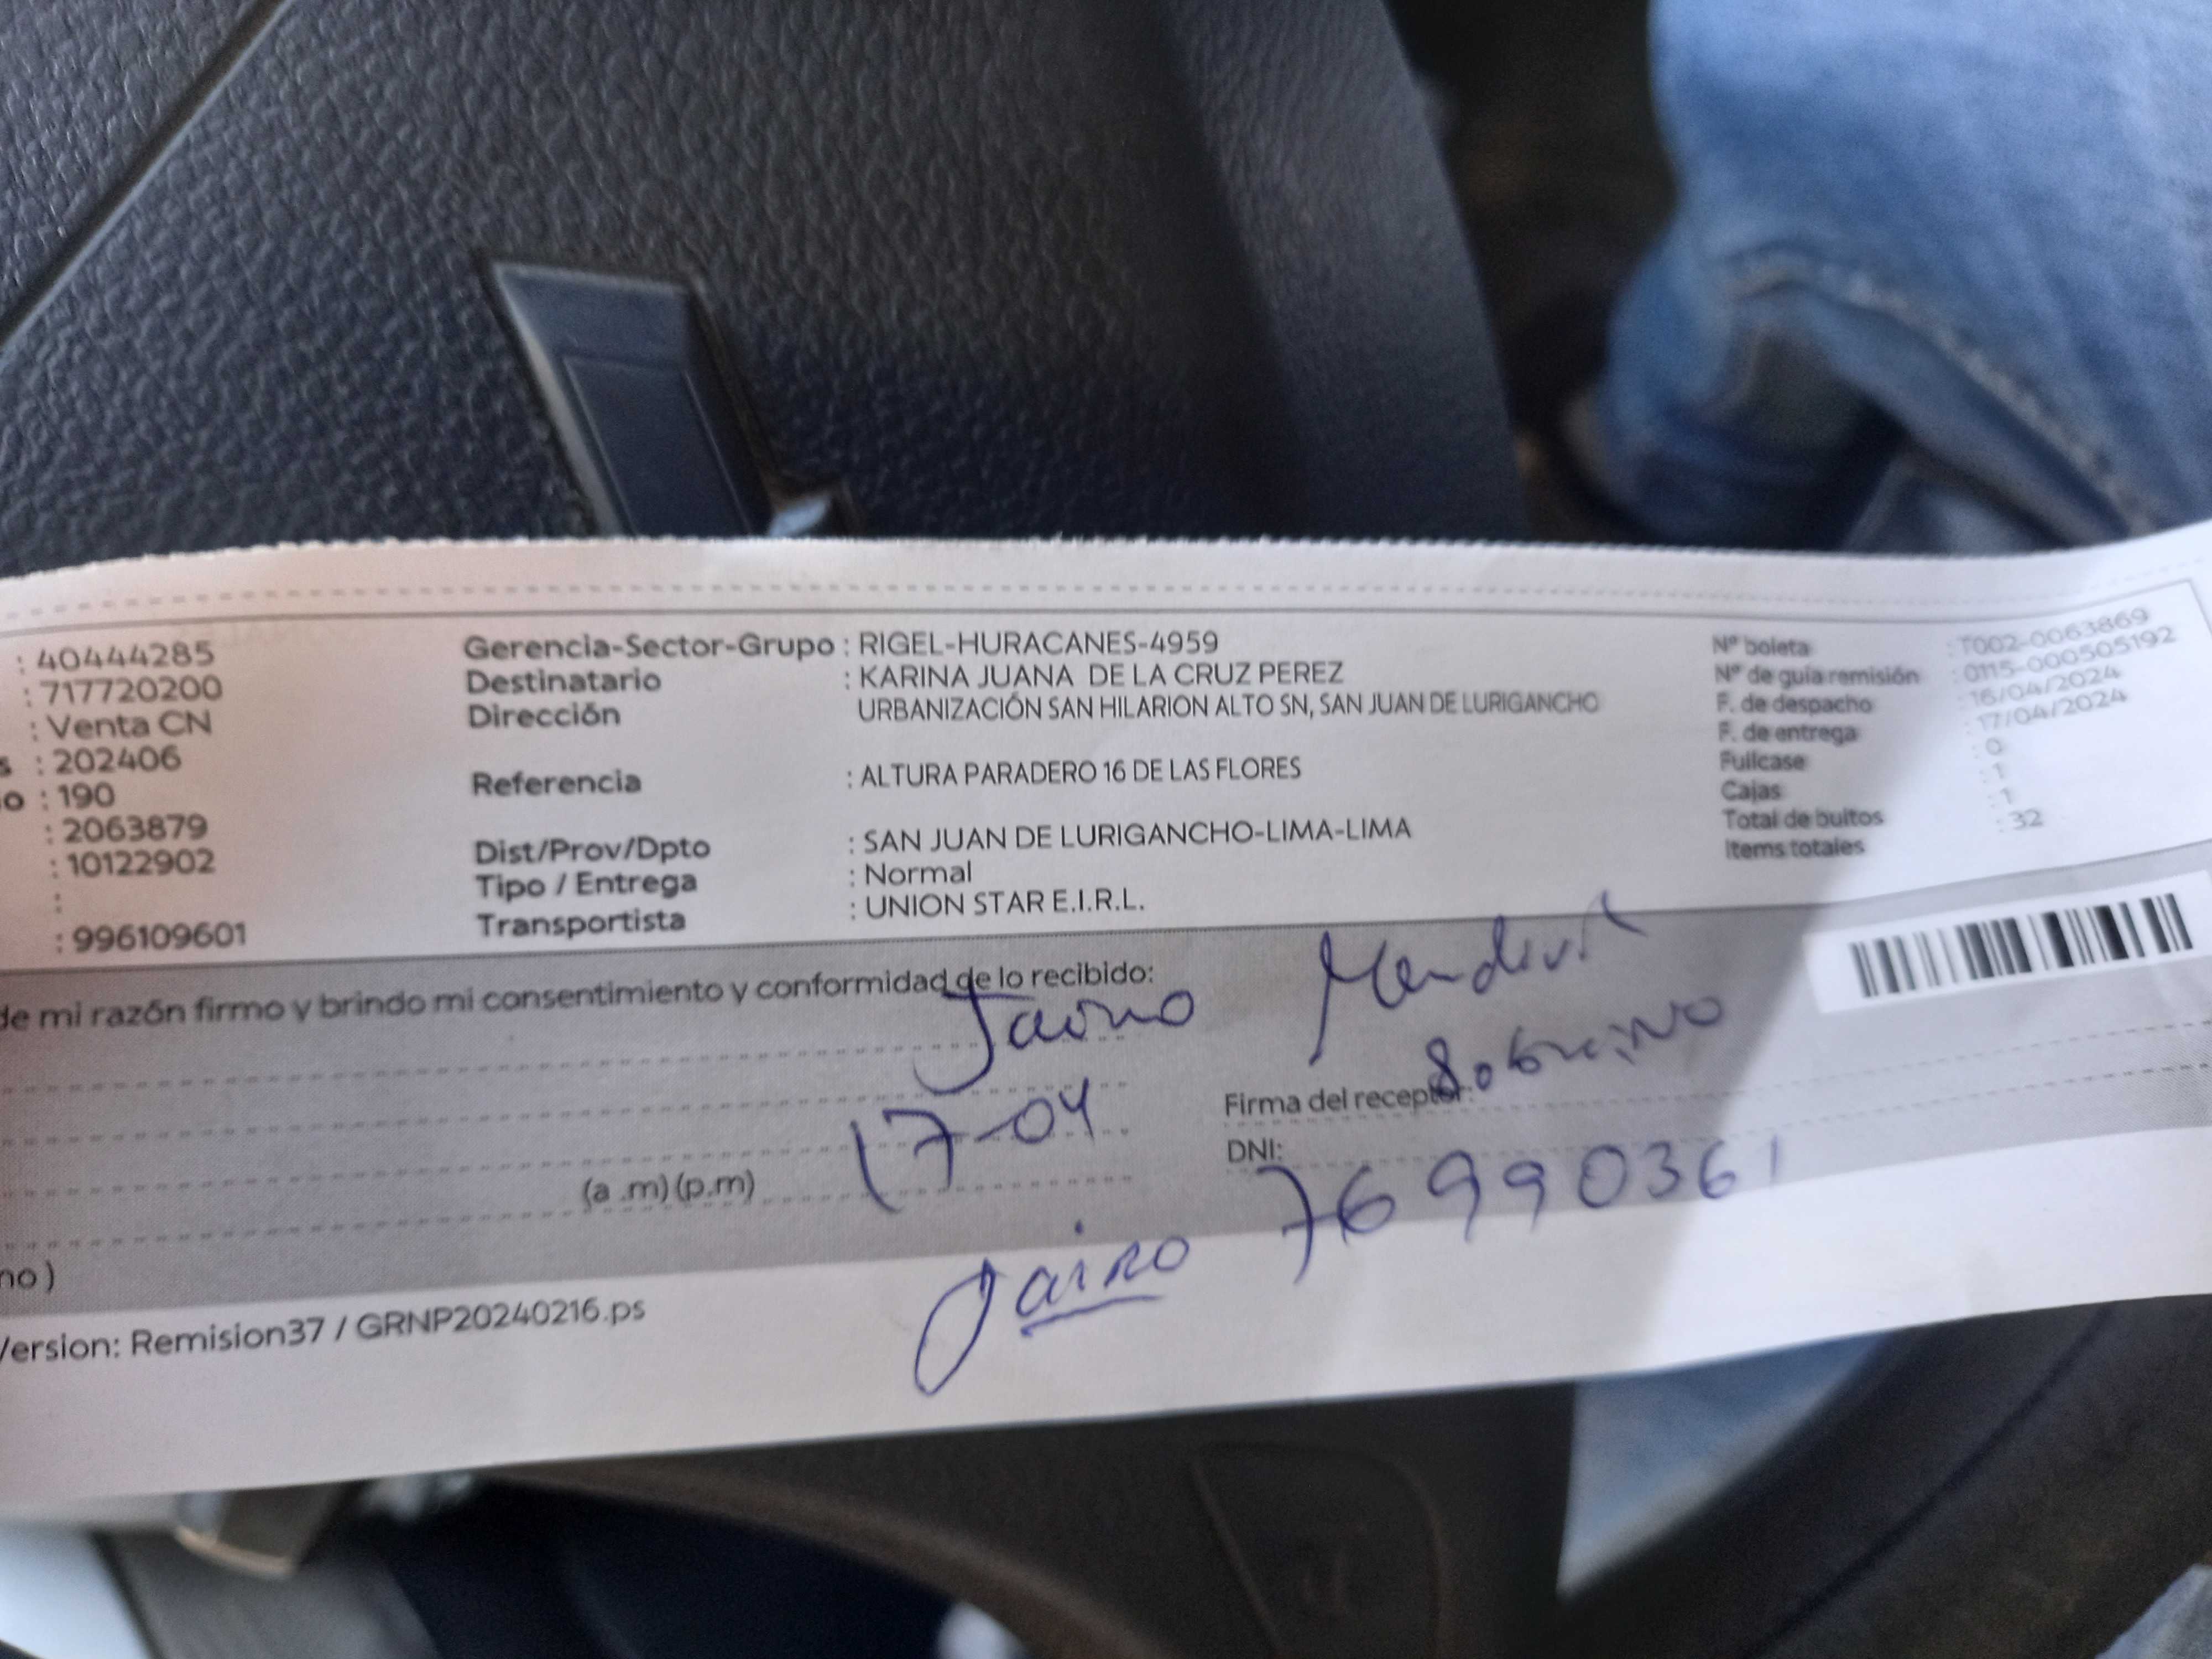 : 40444285
: 717720200
: Venta CN
s : 202406
o : 190
: 2063879
: 10122902
:
: 996109601
Gerencia-Sector-Grupo : RIGEL-HURACANES-4959
Destinatario : KARINA JUANA DE LA CRUZ PEREZ
Dirección URBANIZACIÓN SAN HILARION ALTO SN, SAN JUAN DE LURIGANCHO
Referencia : ALTURA PARADERO 16 DE LAS FLORES
Dist/Prov/Dpto : SAN JUAN DE LURIGANCHO-LIMA-LIMA
Tipo / Entrega : Normal
Transportista : UNION STAR E.I.R.L.
Nº boleta : T002-0063869
Nº de guía remisión : 0115-000505192
F. de despacho : 16/04/2024
F. de entrega : 17/04/2024
Fullcase : 0
Cajas : 1
Total de bultos : 1
Items totales : 32
de mi razón firmo y brindo mi consentimiento y conformidad de lo recibido:
Jairo
Sobrino
17-04
Firma del receptor:
DNI: 76990361
(a .m) (p.m)
Jairo
no )
Version: Remision37 / GRNP20240216.ps